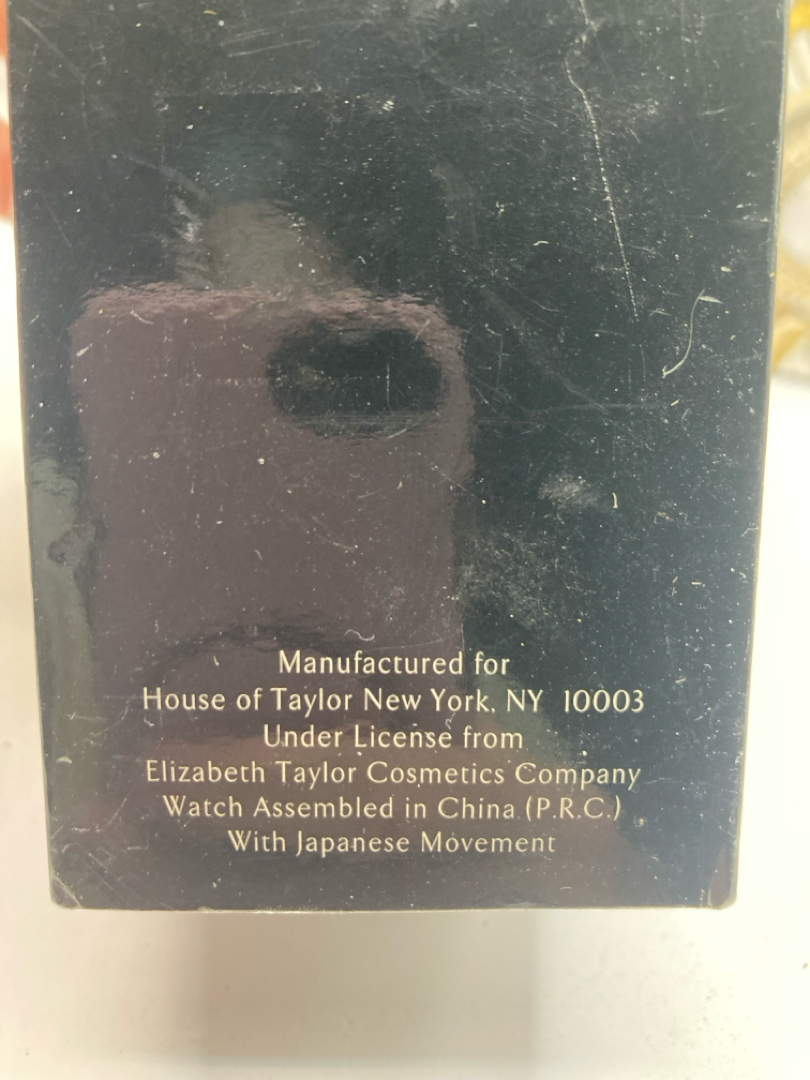 Manufactured for
House of Taylor New York, NY 10003
Under License from
Elizabeth Taylor Cosmetics Company
Watch Assembled in China (P.R.C.)
With Japanese Movement